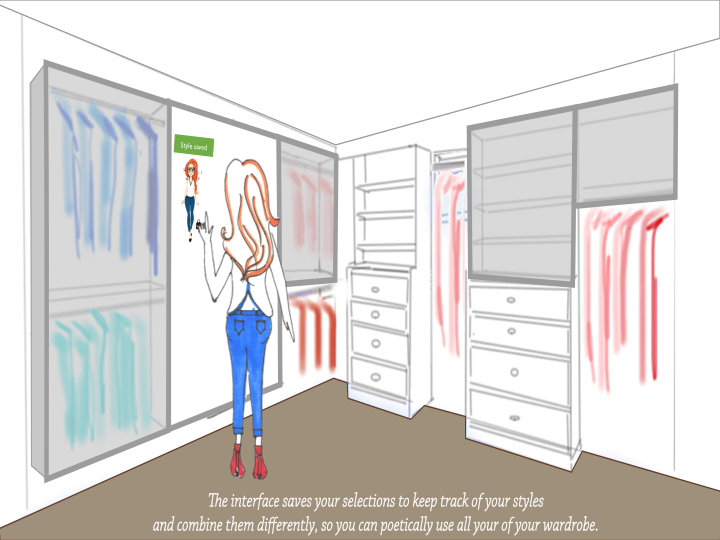 Style saved
The interface saves your selections to keep track of your styles
and combine them differently, so you can poetically use all your of your wardrobe.